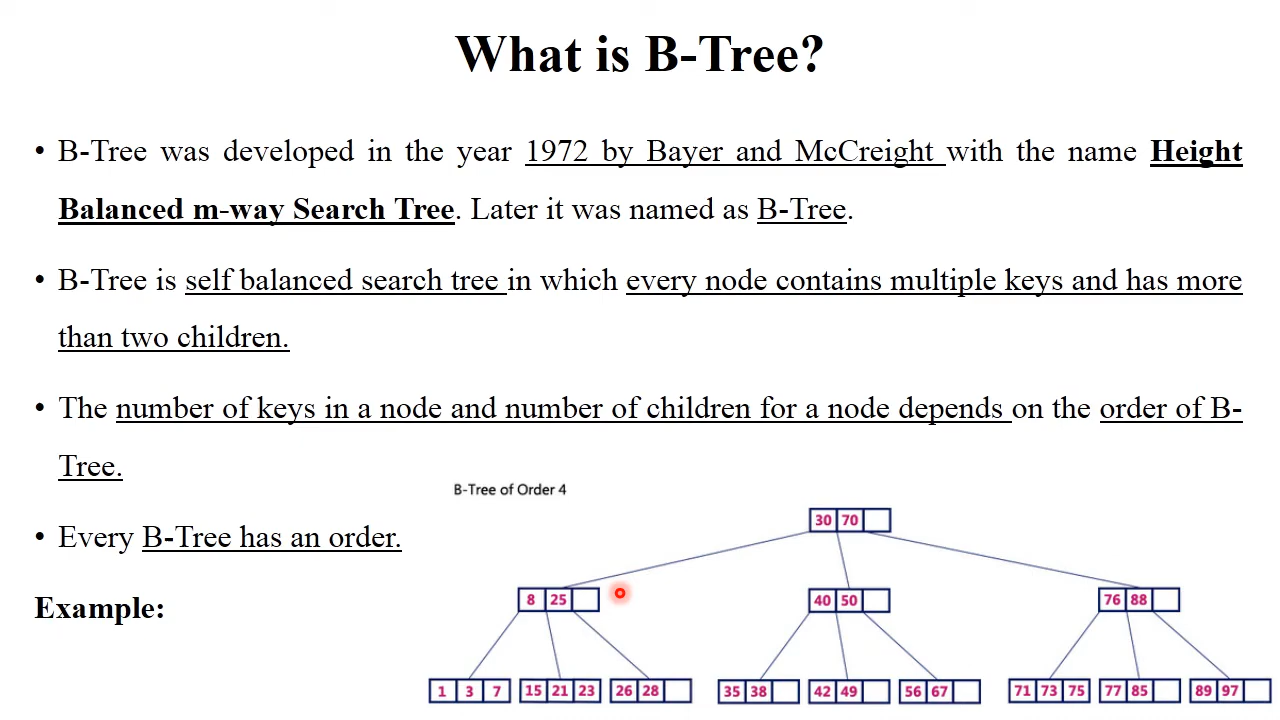 What is B-Tree?
• B-Tree was developed in the year 1972 by Bayer and McCreight with the name Height
Balanced m-way Search Tree. Later it was named as B-Tree.
• B-Tree is self balanced search tree in which every node contains multiple keys and has more
than two children.
• The number of keys in a node and number of children for a node depends on the order of B-
Tree.
B-Tree of Order 4
• Every B-Tree has an order.
Example:
30 70
8 25
40 50
76 88
1 3 7
15 21 23
26 28
35 38
42 49
56 67
71 73 75
77 85
89 97